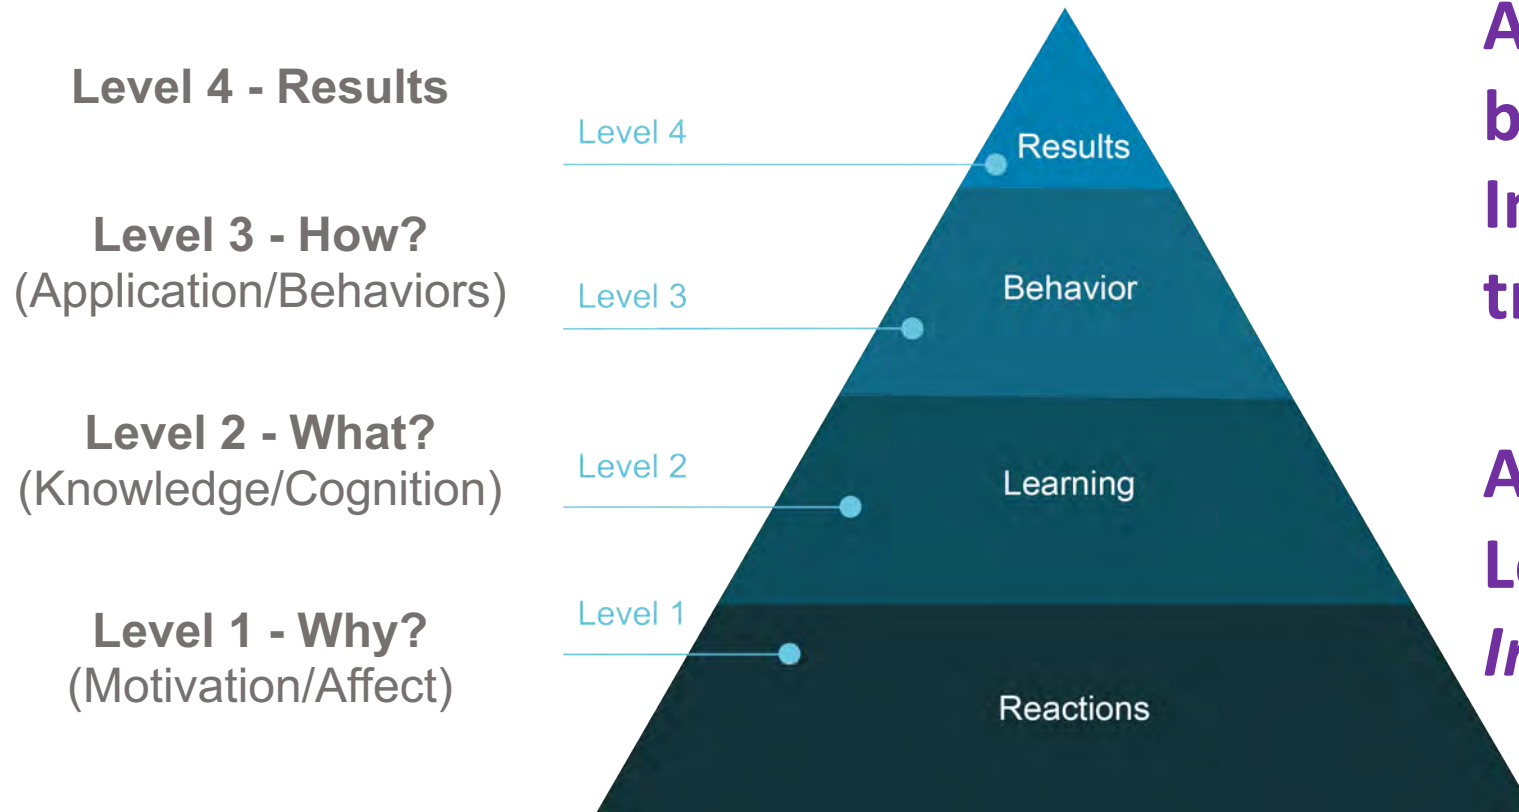 Level 4 - Results
Level 3 - How?
(Application/Behaviors)
Level 2 - What?
(Knowledge/Cognition)
Level 1 - Why?
(Motivation/Affect)
Level 4
Results
Level 3
Behavior
Level 2
Learning
Level 1
Reactions